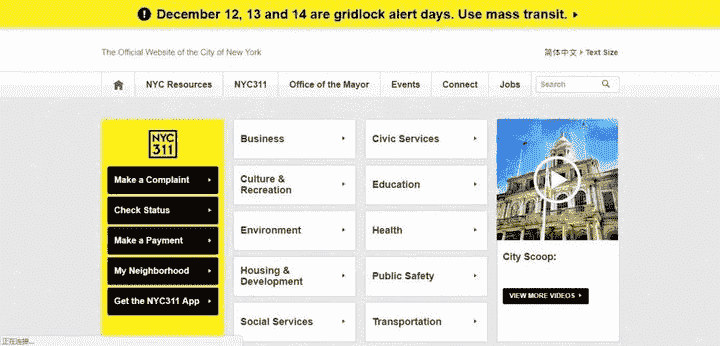 December 12, 13 and 14 are gridlock alert days. Use mass transit.
The Official Website of the City of New York
简体中文 Text Size
NYC Resources NYC311 Office of the Mayor Events Connect Jobs Search
NYC
311
Make a Complaint
Check Status
Make a Payment
My Neighborhood
Get the NYC311 App
Business
Culture &
Recreation
Environment
Housing &
Development
Social Services
Civic Services
Education
Health
Public Safety
Transportation
City Scoop:
VIEW MORE VIDEOS
正在连接...